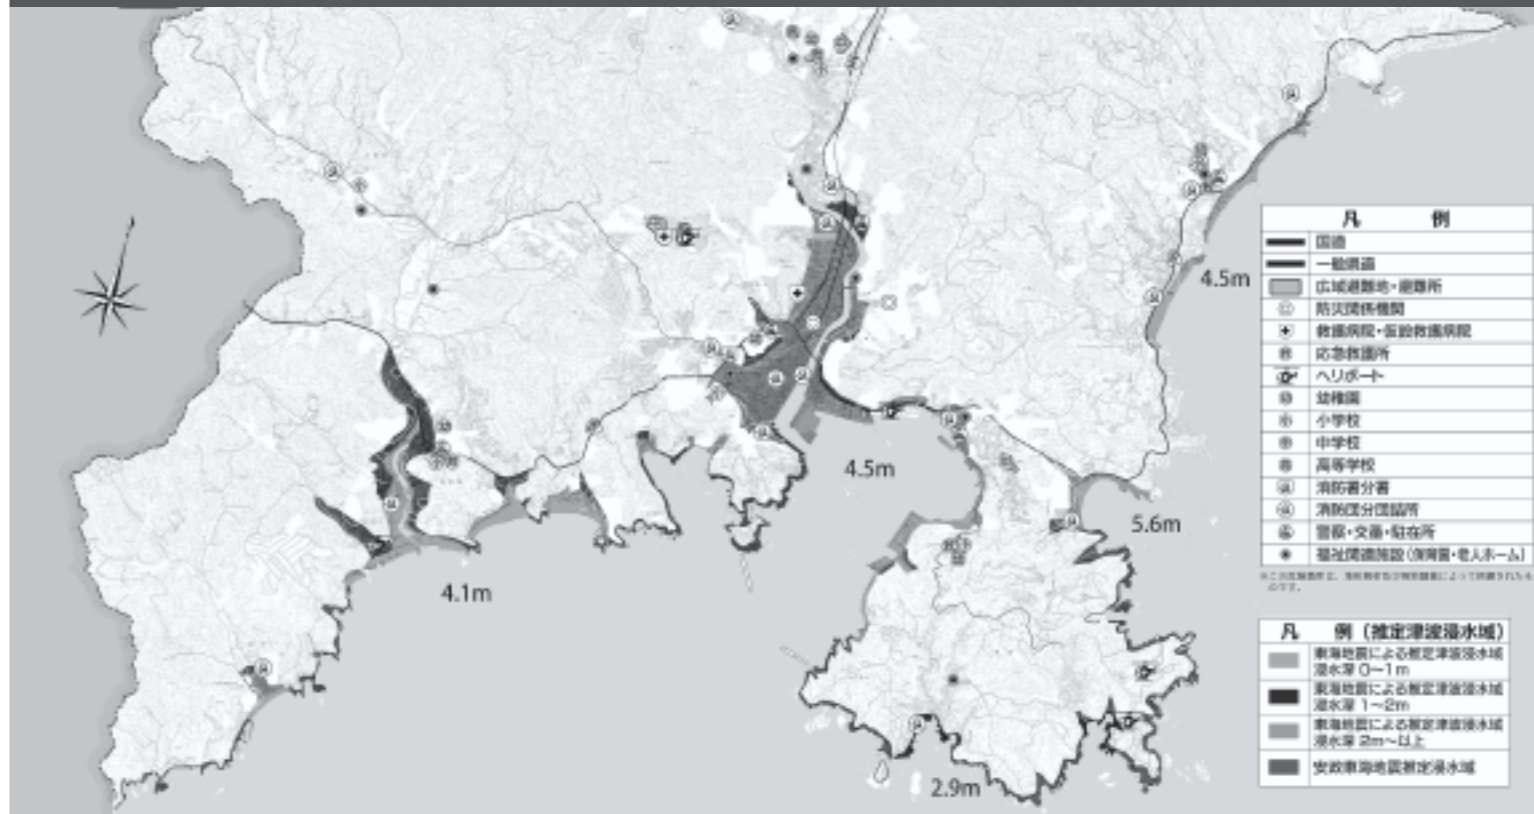 凡 例
国道
一般県道
広域避難地・避難所
防災関係機関
救護病院・仮設救護病院
応急救護所
ヘリポート
幼稚園
小学校
中学校
高等学校
消防署分署
消防団分団詰所
警察・交番・駐在所
福祉関連施設(保育園・老人ホーム)
4.5m
4.5m
5.6m
4.1m
2.9m
凡 例(推定津波浸水域)
東海地震による推定津波浸水域
浸水深 0～1m
東海地震による推定津波浸水域
浸水深 1～2m
東海地震による推定津波浸水域
浸水深 2m～以上
安政東海地震推定浸水域